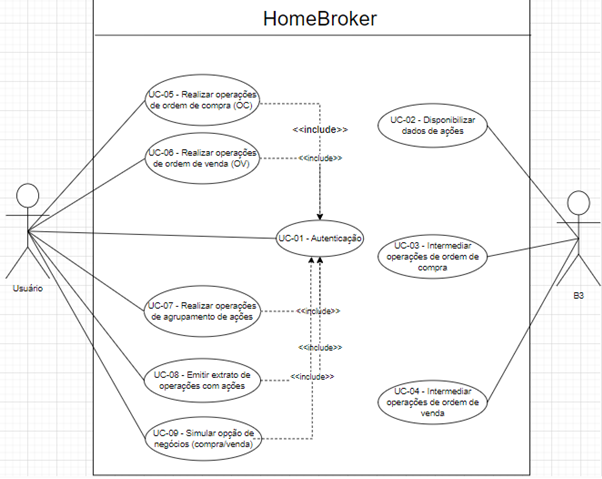 HomeBroker
UC-05 - Realizar operações
de ordem de compra (OC)
<<include>>
UC-02 - Disponibilizar
dados de ações
UC-06 - Realizar operações
de ordem de venda (OV)
<<include>>
UC-01 - Autenticação
UC-03 - Intermediar
operações de ordem de
compra
Usuário
B3
UC-07 - Realizar operações
de agrupamento de ações
<<include>>
<<include>>
UC-08 - Emitir extrato de
operações com ações
<<include>>
UC-04 - Intermediar
operações de ordem de
venda
UC-09 - Simular opção de
negócios (compra/venda)